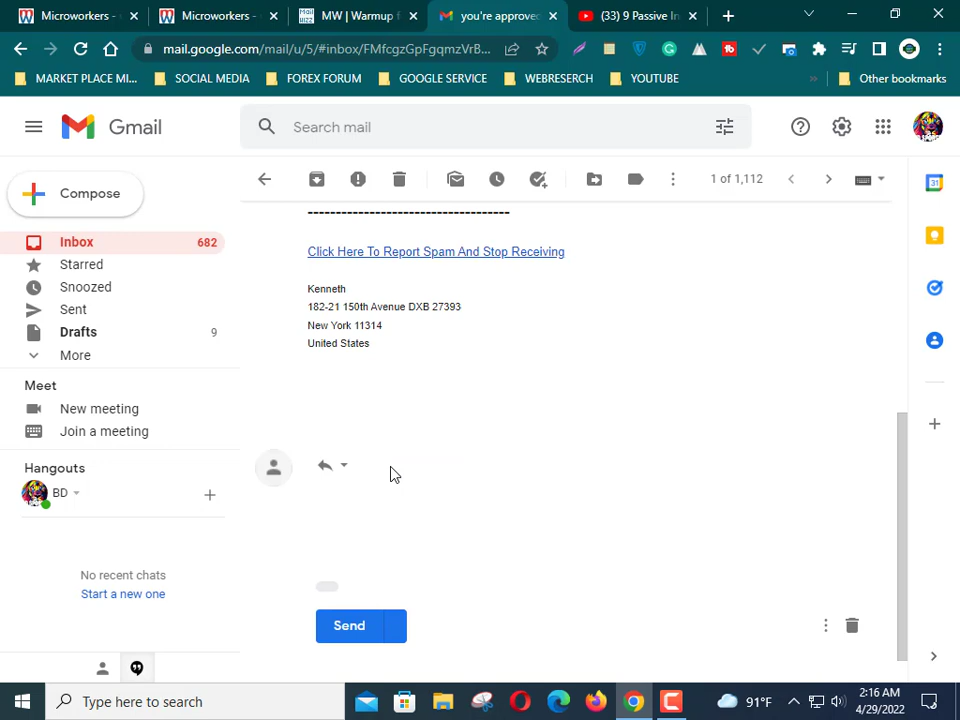 Microworkers -
Microworkers -
MW | Warmup f
you're approved
(33) 9 Passive In
mail.google.com/mail/u/5/#inbox/FMfcgzGpFgqmzVrB...
MARKET PLACE MI...
SOCIAL MEDIA
FOREX FORUM
GOOGLE SERVICE
WEBRESERCH
YOUTUBE
»
Other bookmarks
Gmail
Search mail
Compose
1 of 1,112
Inbox 682
Starred
Snoozed
Sent
Drafts 9
More
Meet
New meeting
Join a meeting
Hangouts
BD
No recent chats
Start a new one
------------------------------------
Click Here To Report Spam And Stop Receiving
Kenneth
182-21 150th Avenue DXB 27393
New York 11314
United States
Send
31
Type here to search
91°F
2:16 AM
4/29/2022